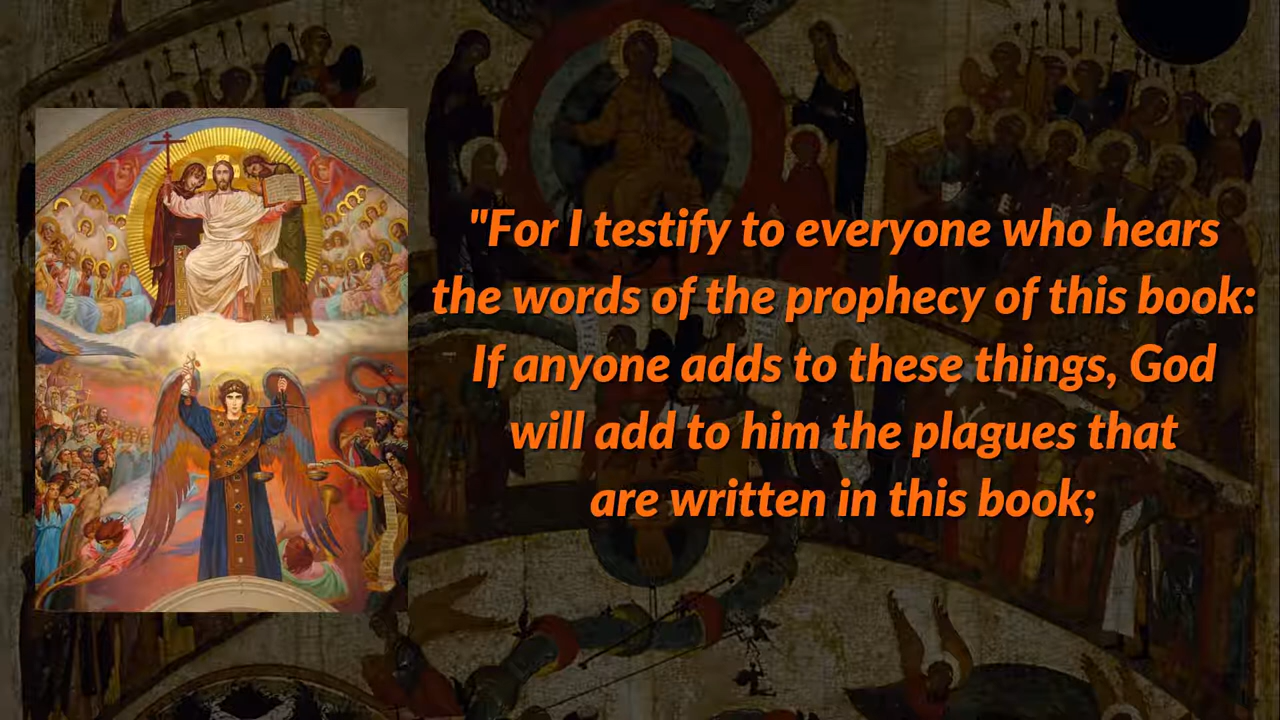 "For I testify to everyone who hears
the words of the prophecy of this book:
If anyone adds to these things, God
will add to him the plagues that
are written in this book;